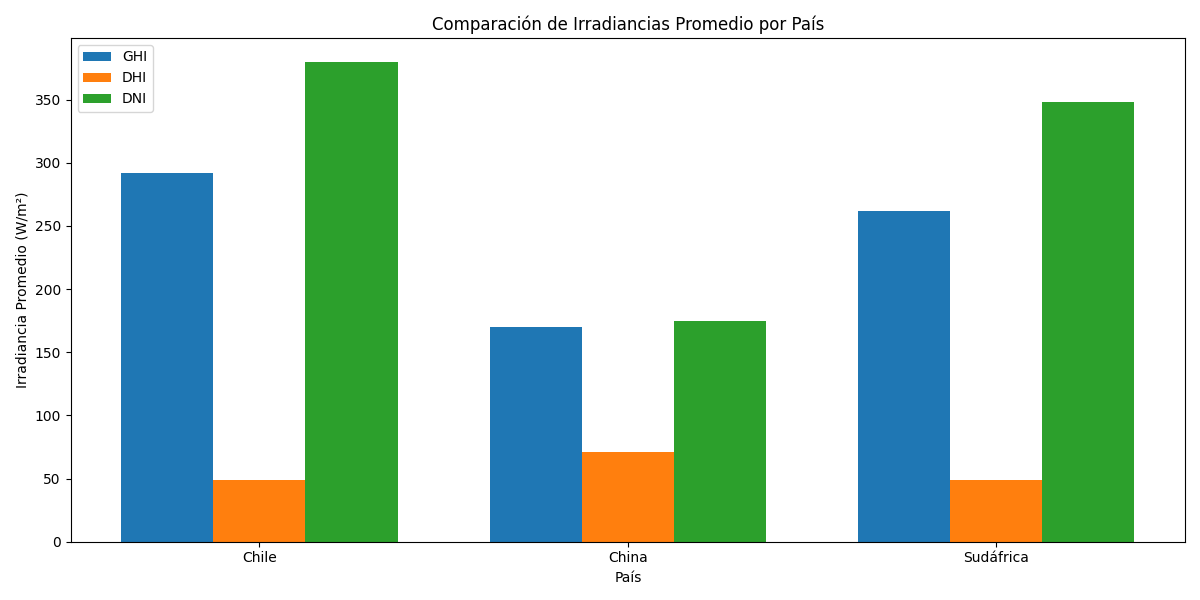 Comparación de Irradiancias Promedio por País
GHI
DHI
DNI
Irradiancia Promedio (W/m²)
350
300
250
200
150
100
50
0
Chile
China
Sudáfrica
País